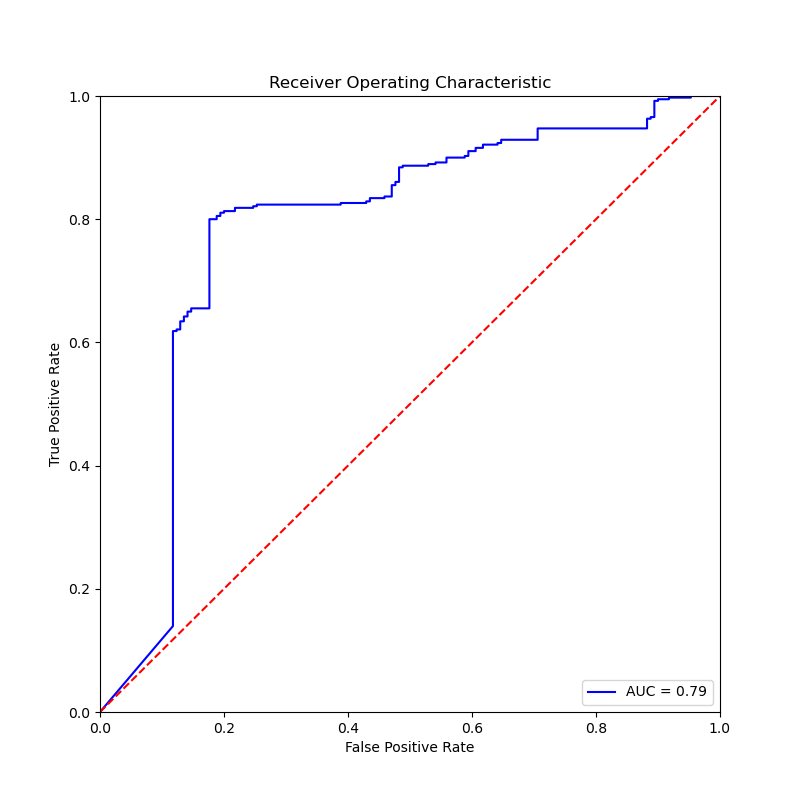 Receiver Operating Characteristic
True Positive Rate
1.0
0.8
0.6
0.4
0.2
0.0
AUC = 0.79
0.0 0.2 0.4 0.6 0.8 1.0
False Positive Rate